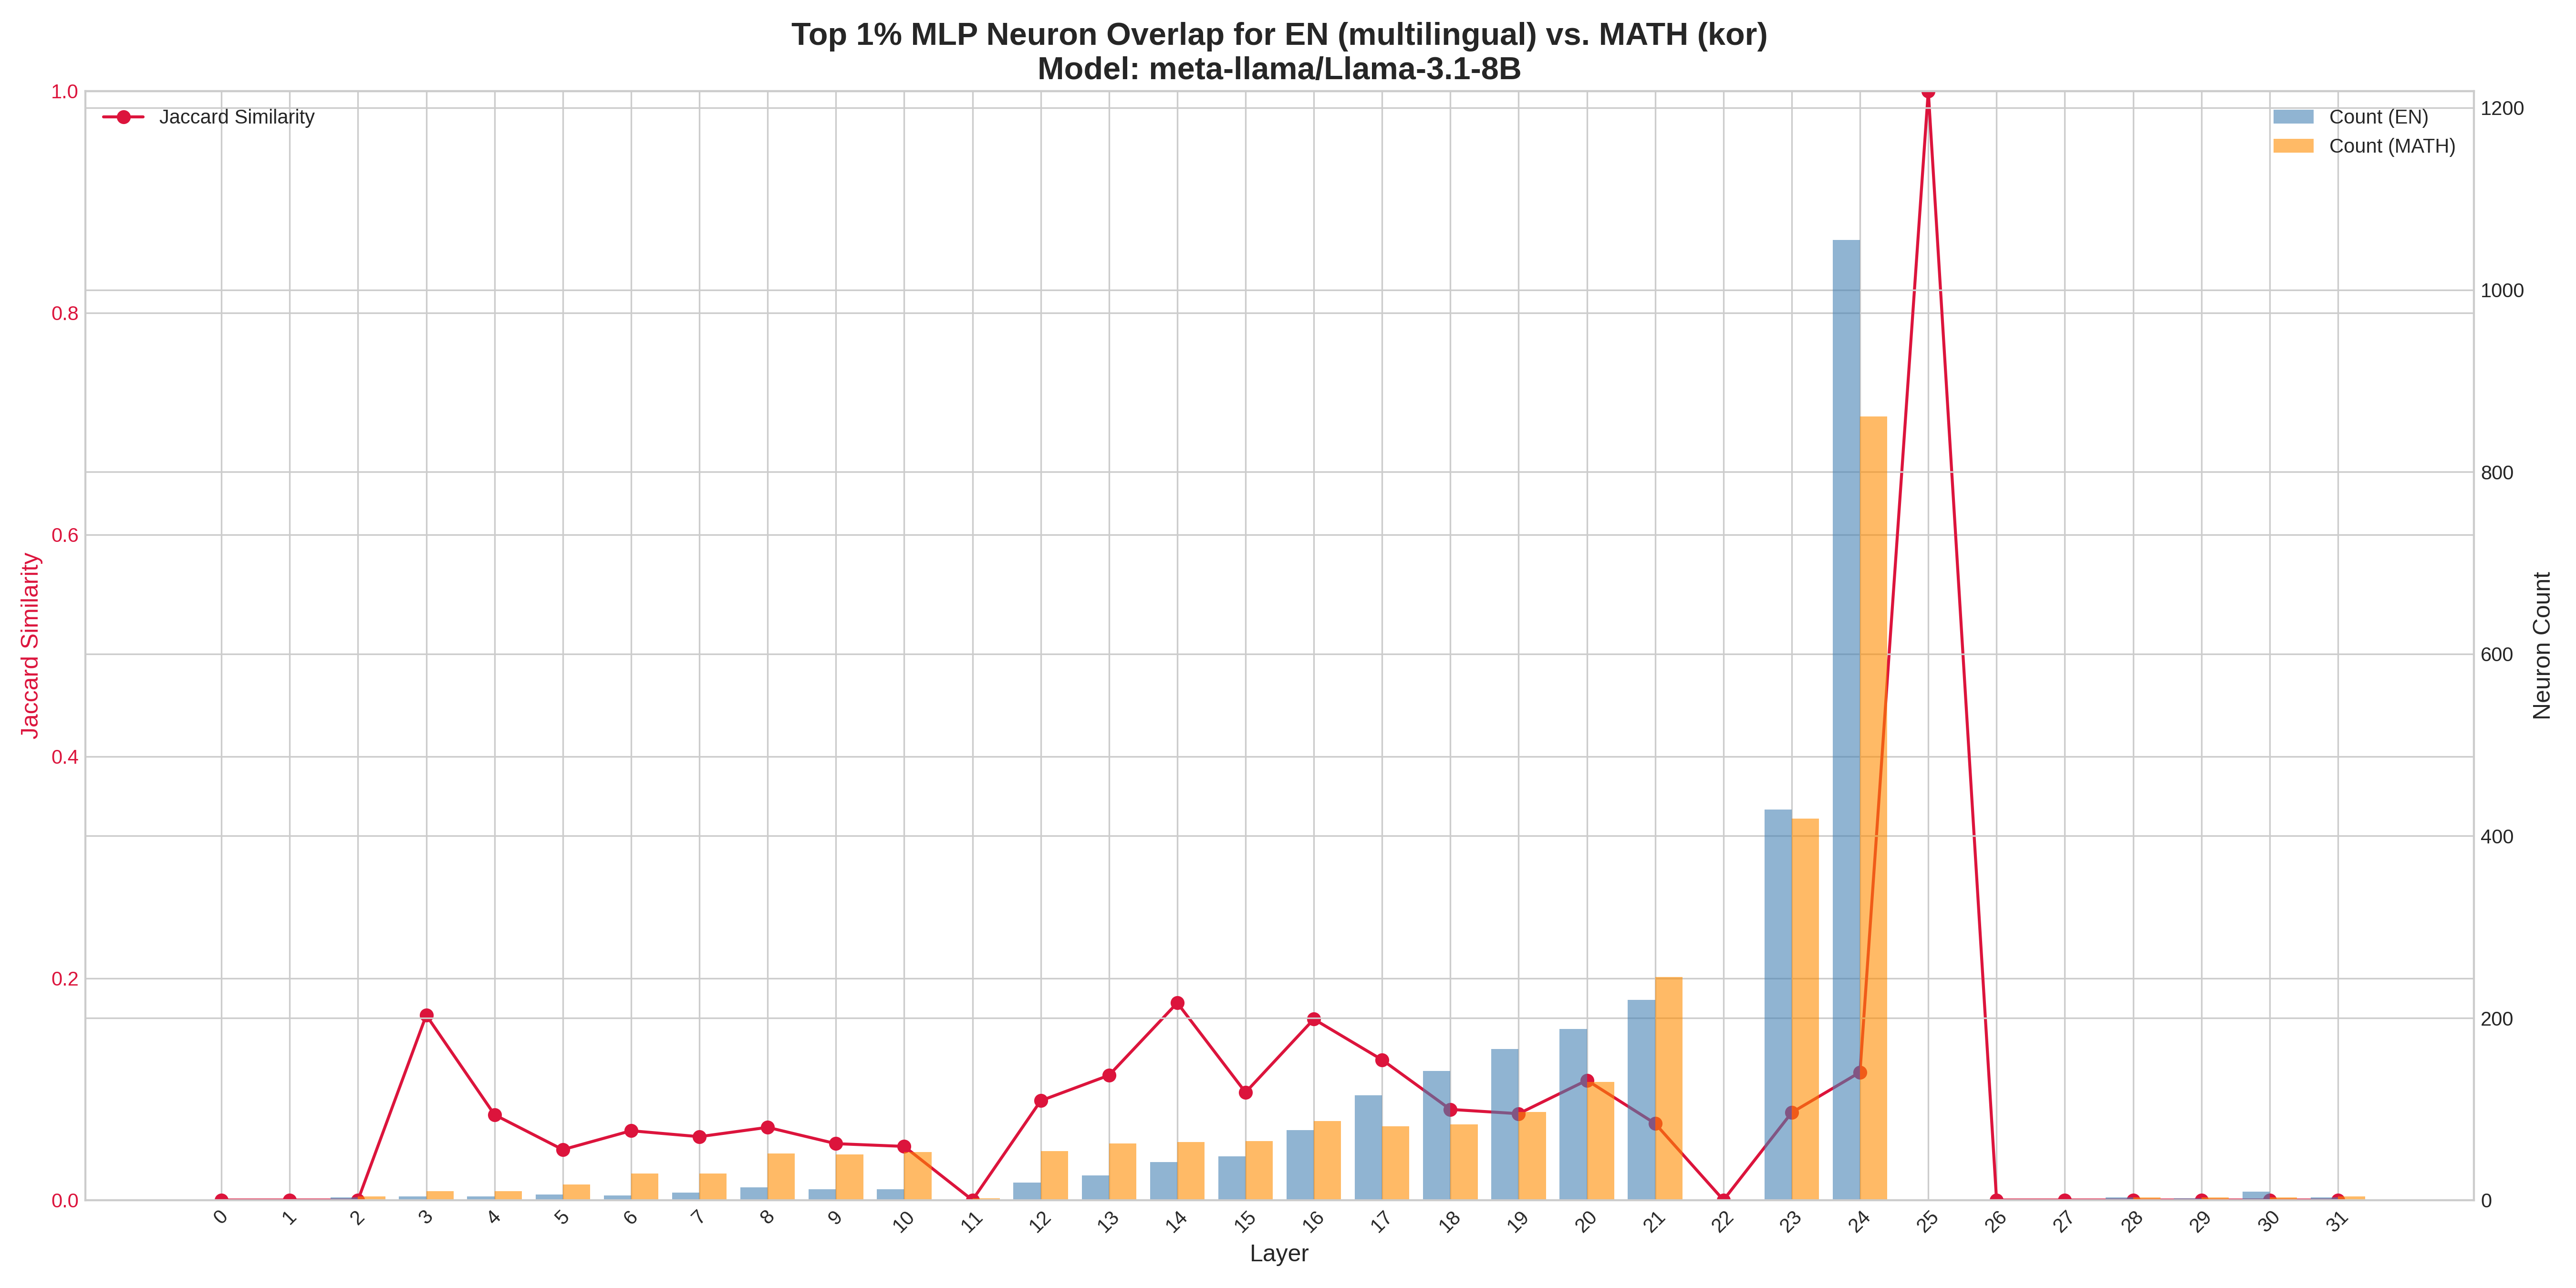 Top 1% MLP Neuron Overlap for EN (multilingual) vs. MATH (kor)
Model: meta-llama/Llama-3.1-8B
Jaccard Similarity
Count (EN)
Count (MATH)
Jaccard Similarity
1.0
0.8
0.6
0.4
0.2
0.0
1200
1000
800
600
400
200
0
Neuron Count
0 1 2 3 4 5 6 7 8 9 10 11 12 13 14 15 16 17 18 19 20 21 22 23 24 25 26 27 28 29 30 31
Layer